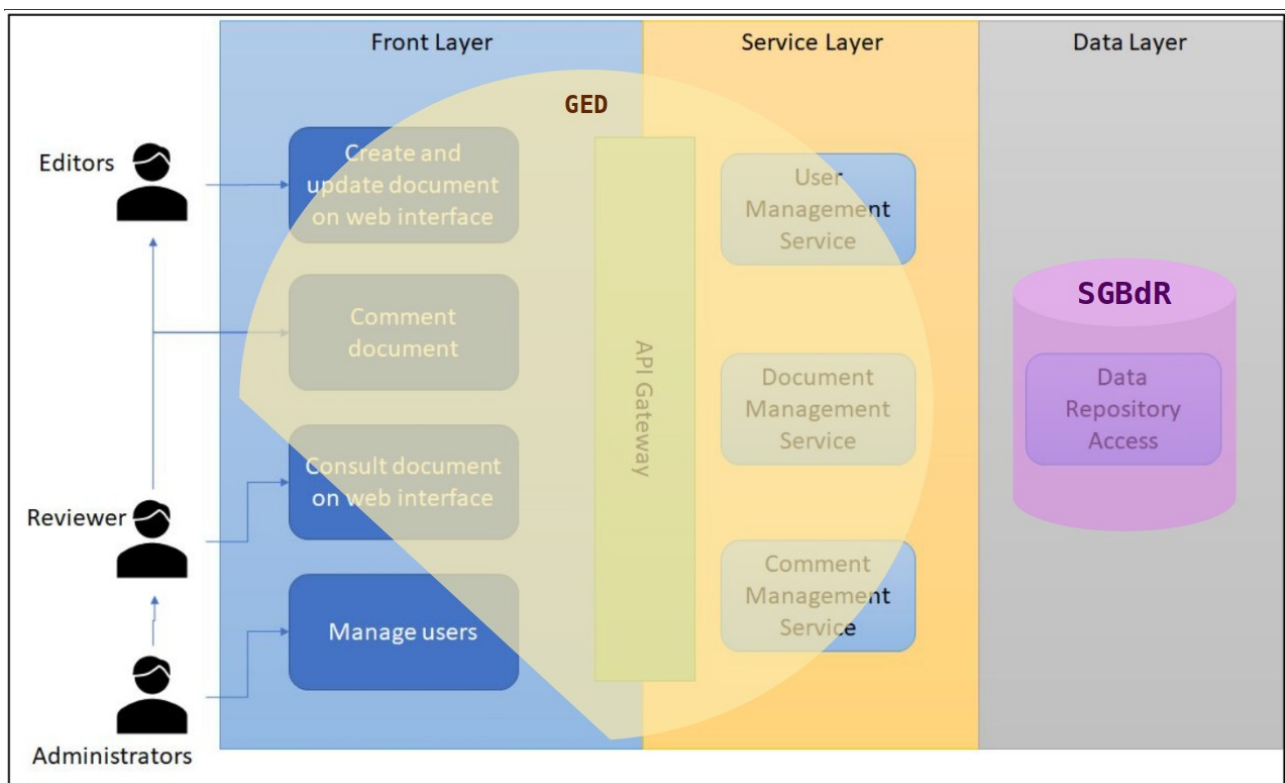 Front Layer
Service Layer
Data Layer
GED
Editors
Create and
update document
on web interface
User
Management
Service
Comment
document
API Gateway
Document
Management
Service
SGBdR
Data
Repository
Access
Reviewer
Consult document
on web interface
Comment
Management
Service
Manage users
Administrators